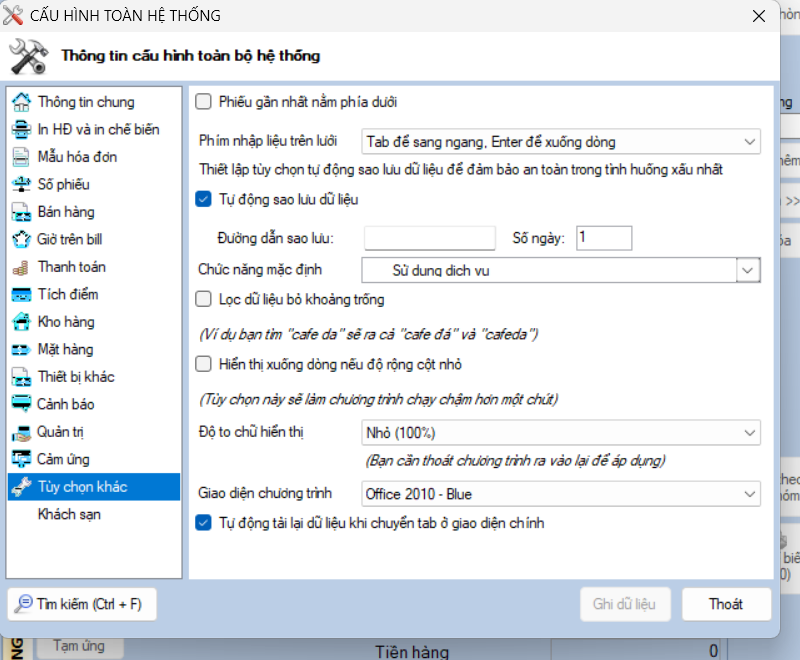 CẤU HÌNH TOÀN HỆ THỐNG
Thông tin cấu hình toàn bộ hệ thống
Thông tin chung
In HĐ và in chế biến
Mẫu hóa đơn
Số phiếu
Bán hàng
Giờ trên bill
Thanh toán
Tích điểm
Kho hàng
Mặt hàng
Thiết bị khác
Cảnh báo
Quản trị
Cảm ứng
Tùy chọn khác
Khách sạn
Phiếu gần nhất nằm phía dưới
Phím nhập liệu trên lưới Tab để sang ngang, Enter để xuống dòng
Thiết lập tùy chọn tự động sao lưu dữ liệu để đảm bảo an toàn trong tình huống xấu nhất
Tự động sao lưu dữ liệu
Đường dẫn sao lưu: Số ngày: 1
Chức năng mặc định Sử dụng dịch vụ
Lọc dữ liệu bỏ khoảng trống
(Ví dụ bạn tìm "cafe da" sẽ ra cả "cafe đá" và "cafeda")
Hiển thị xuống dòng nếu độ rộng cột nhỏ
(Tùy chọn này sẽ làm chương trình chạy chậm hơn một chút)
Độ to chữ hiển thị Nhỏ (100%)
(Bạn cần thoát chương trình ra vào lại để áp dụng)
Giao diện chương trình Office 2010 - Blue
Tự động tải lại dữ liệu khi chuyển tab ở giao diện chính
Tìm kiếm (Ctrl + F) Ghi dữ liệu Thoát
Tạm ứng Tiền hàng 0